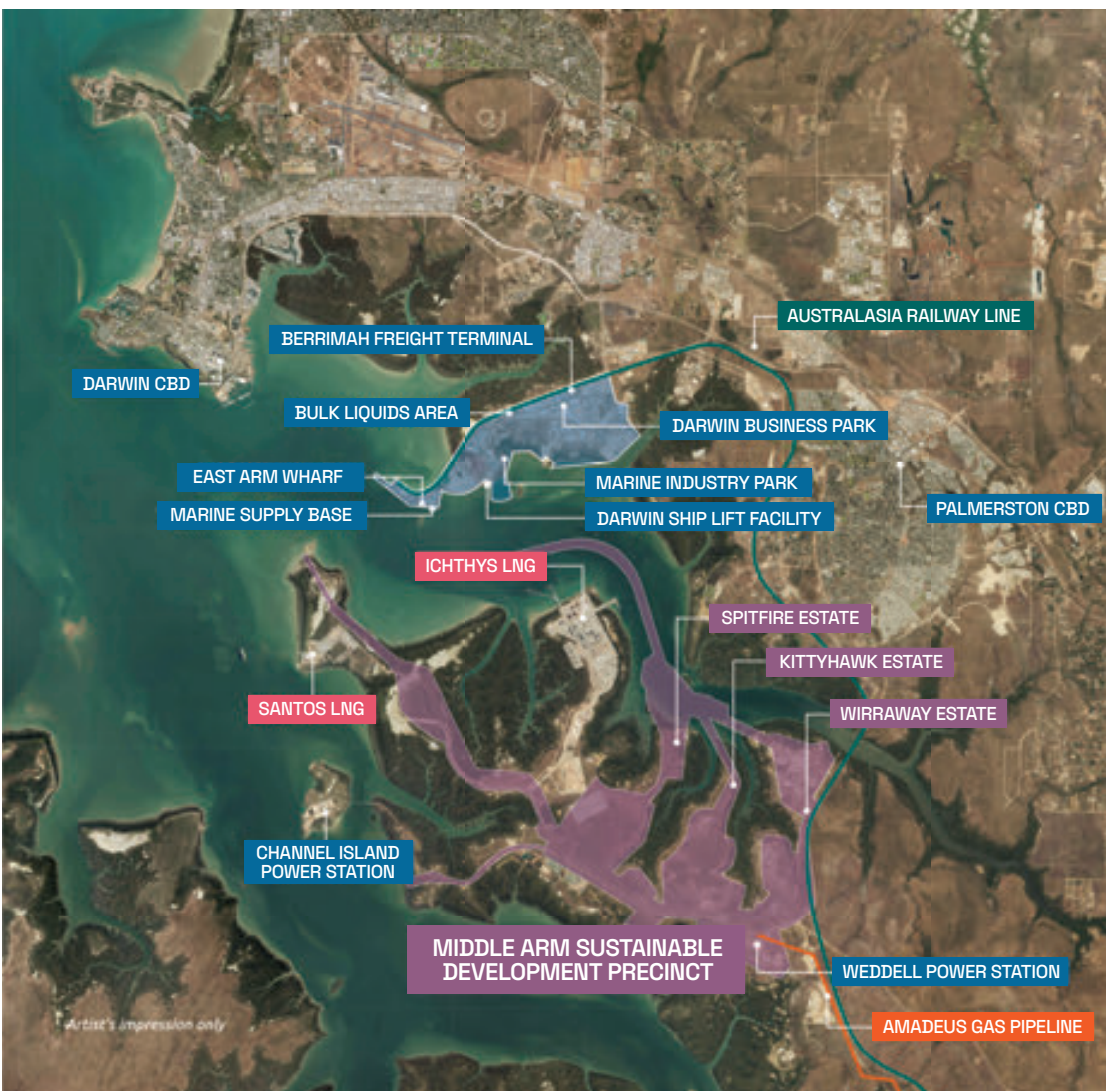 AUSTRALASIA RAILWAY LINE
BERRIMAH FREIGHT TERMINAL
DARWIN CBD
BULK LIQUIDS AREA
DARWIN BUSINESS PARK
EAST ARM WHARF
MARINE INDUSTRY PARK
MARINE SUPPLY BASE
DARWIN SHIP LIFT FACILITY
PALMERSTON CBD
ICHTHYS LNG
SPITFIRE ESTATE
KITTYHAWK ESTATE
SANTOS LNG
WIRRAWAY ESTATE
CHANNEL ISLAND
POWER STATION
MIDDLE ARM SUSTAINABLE
DEVELOPMENT PRECINCT
WEDDELL POWER STATION
Artist's impression only
AMADEUS GAS PIPELINE